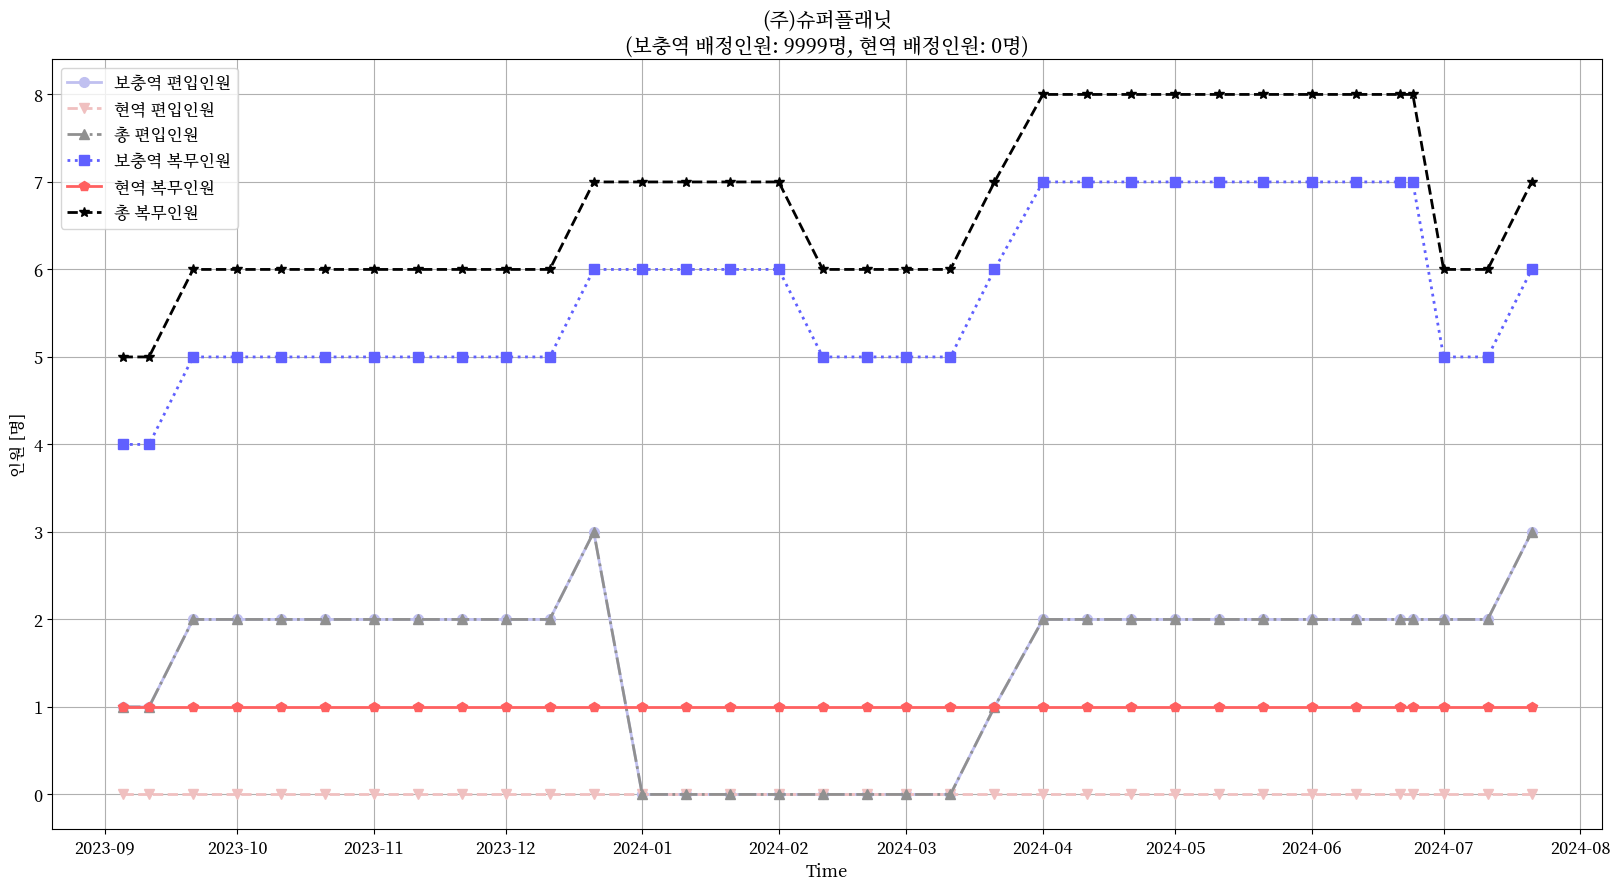 (주)슈퍼플래닛
(보충역 배정인원: 9999명, 현역 배정인원: 0명)
보충역 편입인원
현역 편입인원
총 편입인원
보충역 복무인원
현역 복무인원
총 복무인원
8
7
6
5
4
3
2
1
0
인원 [명]
2023-09 2023-10 2023-11 2023-12 2024-01 2024-02 2024-03 2024-04 2024-05 2024-06 2024-07 2024-08
Time